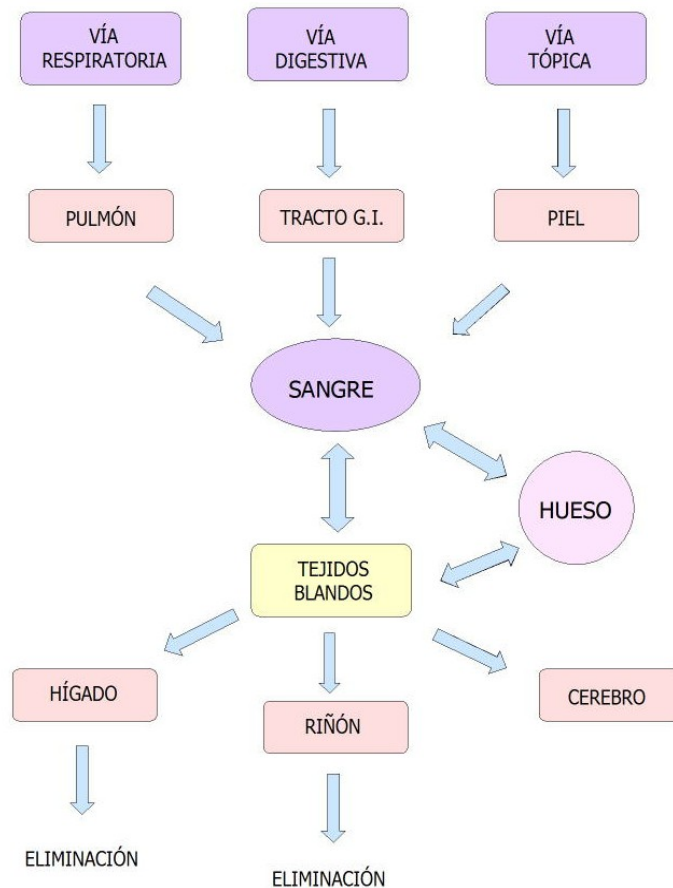 VÍA
RESPIRATORIA
VÍA
DIGESTIVA
VÍA
TÓPICA
PULMÓN
TRACTO G.I.
PIEL
SANGRE
HUESO
TEJIDOS
BLANDOS
HÍGADO
RIÑÓN
CEREBRO
ELIMINACIÓN
ELIMINACIÓN